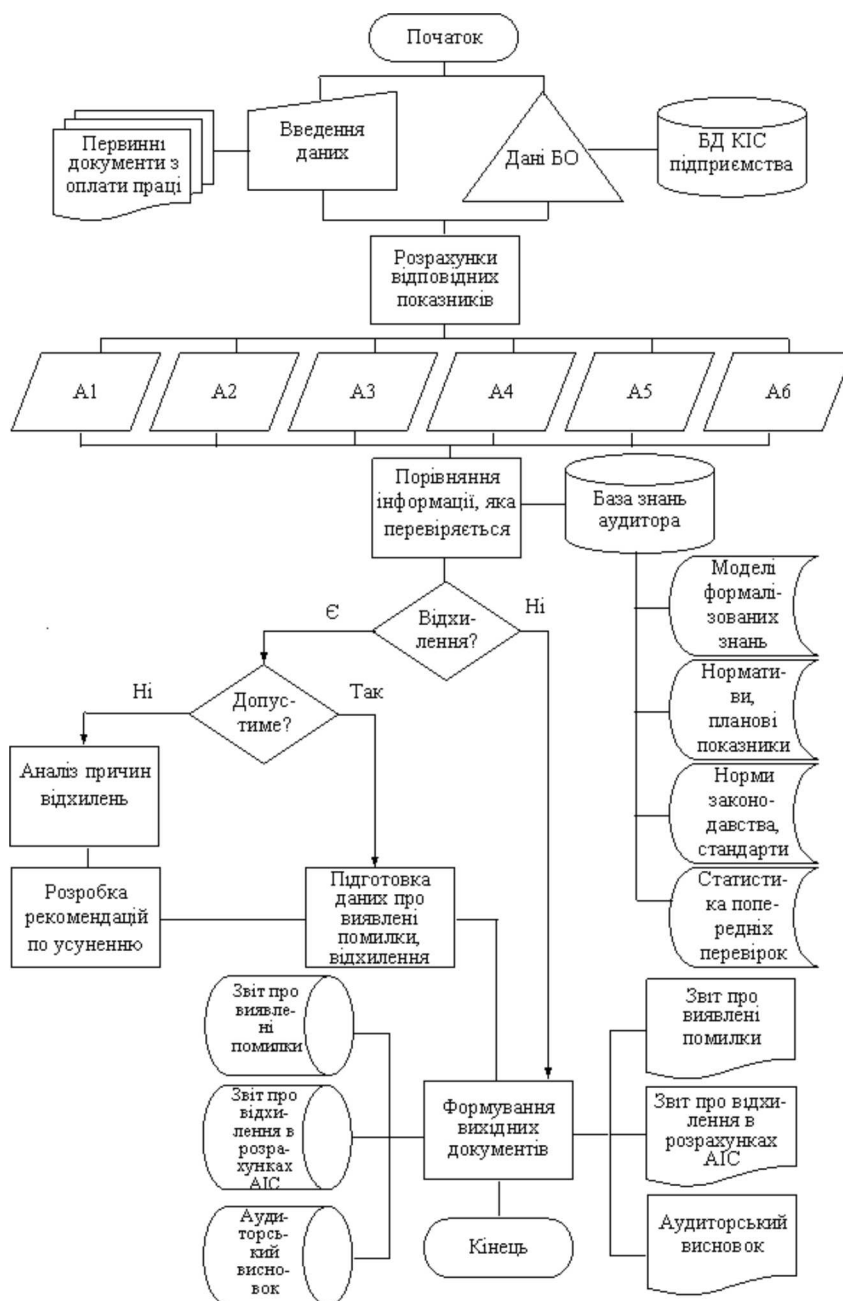 Початок
Первинні
документи з
оплати праці
Введення
даних
Дані БО
БД КІС
підприємства
Розрахунки
відповідних
показників
А1
А2
А3
А4
А5
А6
Порівняння
інформації, яка
перевіряється
База знань
аудитора
Моделі
формалі-
зованих
знань
Нормати-
ви,
планові
показники
Норми
законо-
давства,
стандарти
Статисти-
ка попе-
редніх
перевірок
Відхи-
лення?
Є
Ні
Допус-
тиме?
Ні
Так
Аналіз причин
відхилень
Розробка
рекомендацій
по усуненню
Підготовка
даних про
виявлені
помилки,
відхилення
Звіт про
виявле-
ні
помилки
Звіт про
відхи-
лення в
розра-
хунках
АІС
Ауди-
торсь-
кий
висно-
вок
Формування
вихідних
документів
Звіт про
виявлені
помилки
Звіт про відхи-
лення в
розрахунках
АІС
Аудиторський
висновок
Кінець